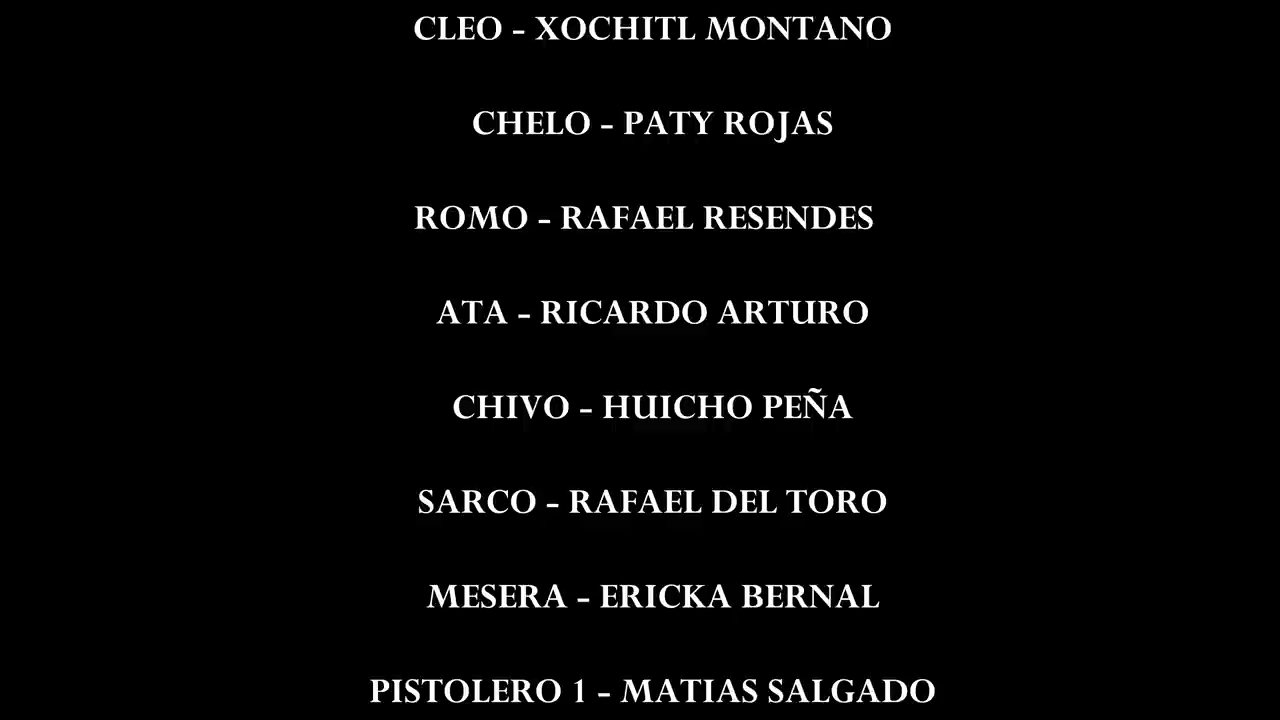 CLEO - XOCHITL MONTANO
CHELO - PATY ROJAS
ROMO - RAFAEL RESENDES
ATA - RICARDO ARTURO
CHIVO - HUICHO PEÑA
SARCO - RAFAEL DEL TORO
MESERA - ERICKA BERNAL
PISTOLERO 1 - MATIAS SALGADO